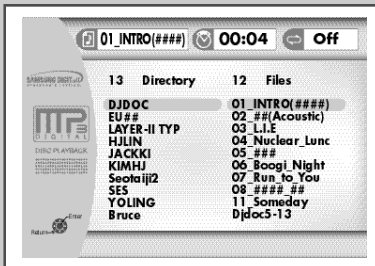 01_INTRO(####) 00:04 Off
SAMSUNG DIGITall
13 Directory 12 Files
DJDOC 01_INTRO(####)
EU## 02_##(Acoustic)
LAYER-II TYP 03_L.I.E
HJLIN 04_Nuclear_Lunc
JACKKI 05_###
KIMHJ 06_Boogi_Night
Seotaiji2 07_Run_to_You
SES 08_####_##
YOLING 11_Someday
Bruce Djdoc5-13
MP3
DIGITAL
DISC PLAYBACK
Enter
Return